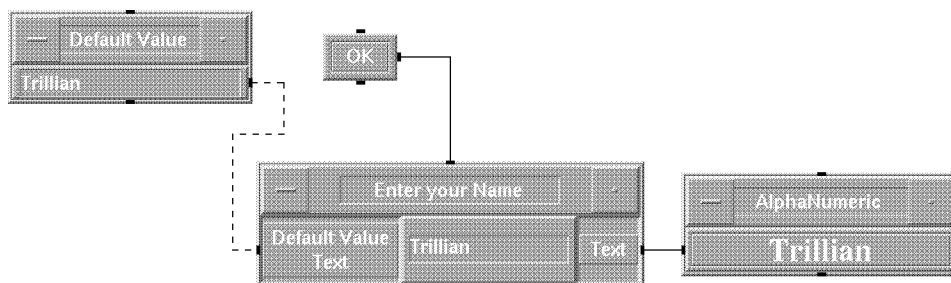 Default Value
Trillian
OK
Enter your Name
Default Value
Text
Trillian
Text
AlphaNumeric
Trillian